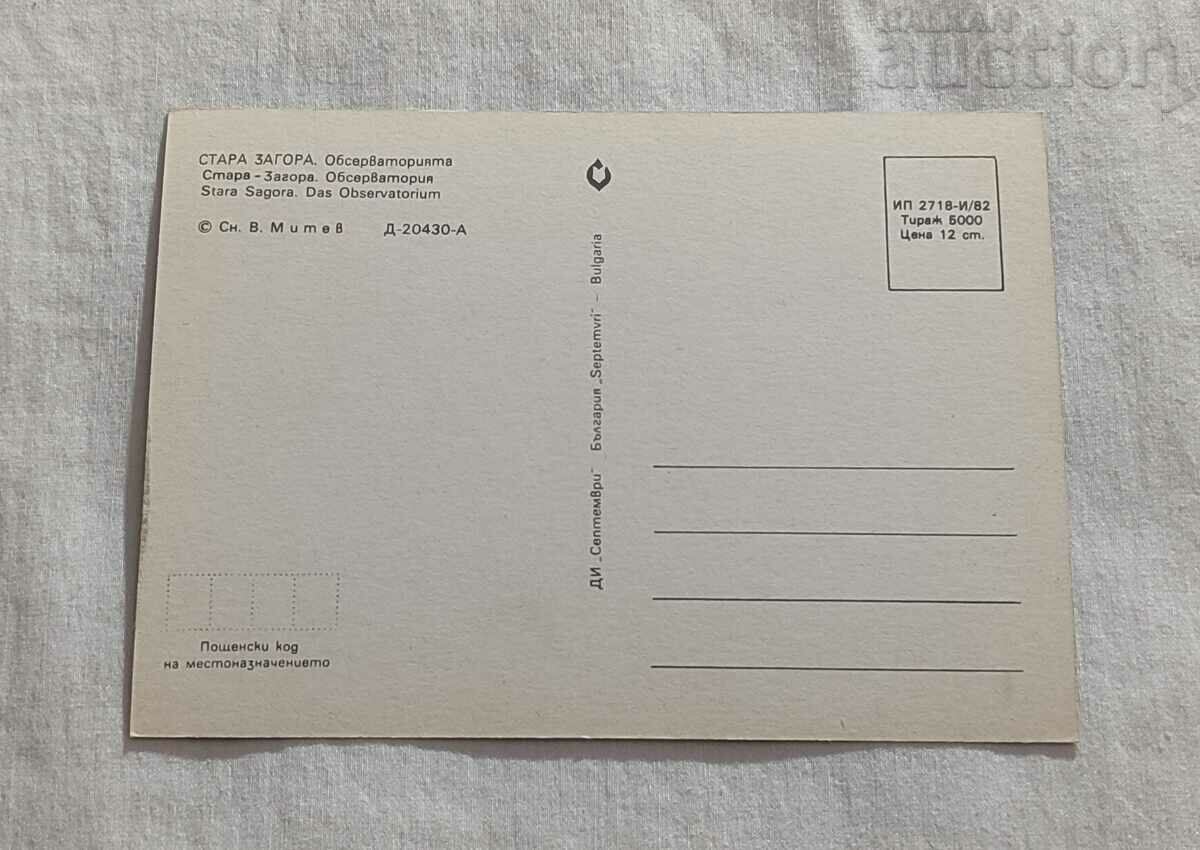 БАЛКАН
auction
СТАРА ЗАГОРА. Обсерваторията
Стара - Загора. Обсерватория
Stara Sagora. Das Observatorium
© Сн. В. Митев Д-20430-А
ДИ „Септември" България „Septemvri" – Bulgaria
ИП 2718-И/82
Тираж 5000
Цена 12 ст.
Пощенски код
на местоназначението